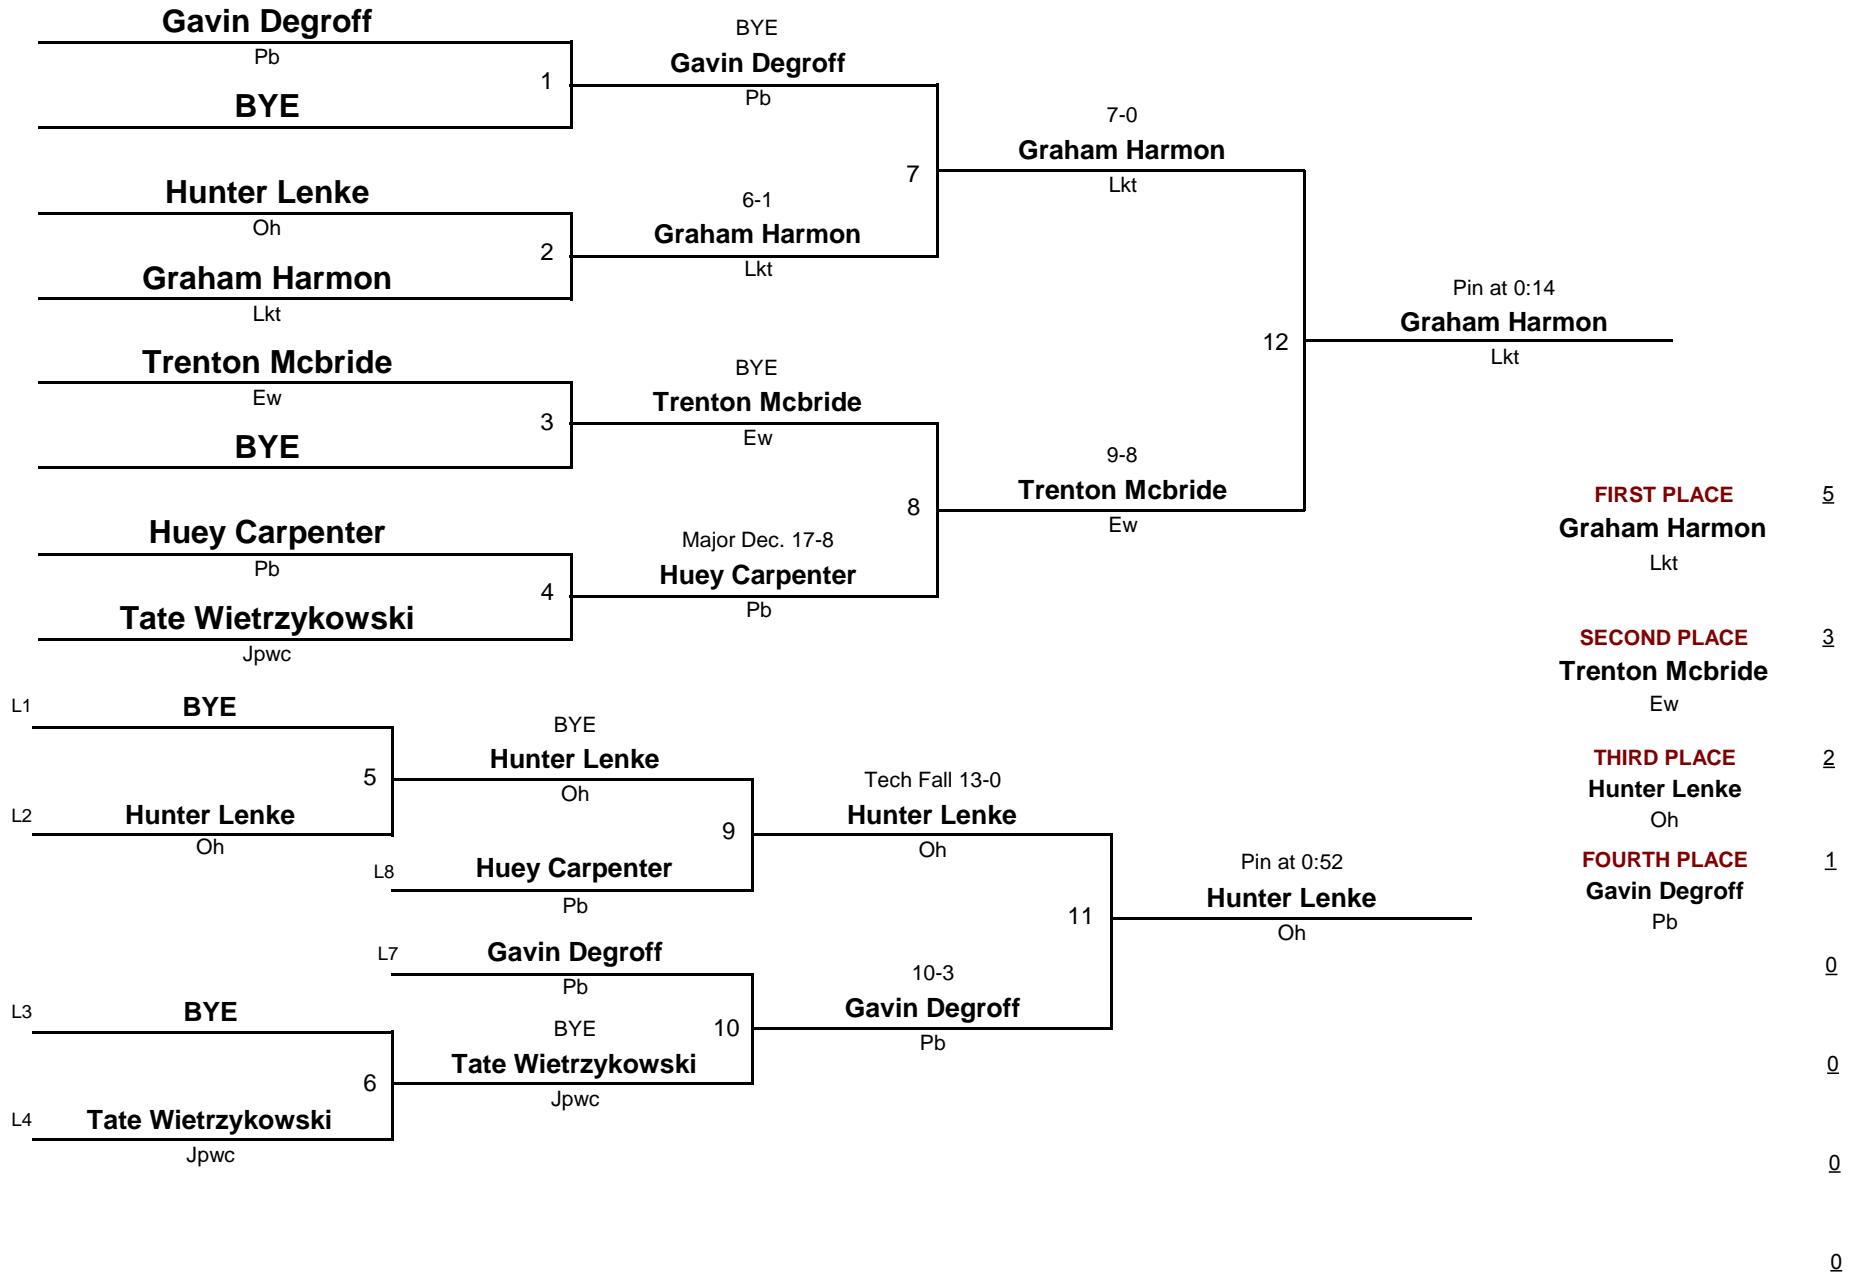 Gavin Degroff
Pb
1
BYE
BYE
Gavin Degroff
Pb
Hunter Lenke
Oh
2
Graham Harmon
Lkt
6-1
Graham Harmon
Lkt
7
7-0
Graham Harmon
Lkt
Trenton Mcbride
Ew
3
BYE
BYE
Trenton Mcbride
Ew
Huey Carpenter
Pb
4
Tate Wietrzykowski
Jpwc
Major Dec. 17-8
Huey Carpenter
Pb
8
9-8
Trenton Mcbride
Ew
12
Pin at 0:14
Graham Harmon
Lkt
FIRST PLACE 5
Graham Harmon
Lkt
SECOND PLACE 3
Trenton Mcbride
Ew
THIRD PLACE 2
Hunter Lenke
Oh
FOURTH PLACE 1
Gavin Degroff
Pb
0
0
0
0
L1 BYE
5
L2 Hunter Lenke
Oh
BYE
Hunter Lenke
Oh
9
L8 Huey Carpenter
Pb
Tech Fall 13-0
Hunter Lenke
Oh
L7 Gavin Degroff
Pb
10
L3 BYE
6
L4 Tate Wietrzykowski
Jpwc
BYE
Tate Wietrzykowski
Jpwc
10-3
Gavin Degroff
Pb
11
Pin at 0:52
Hunter Lenke
Oh